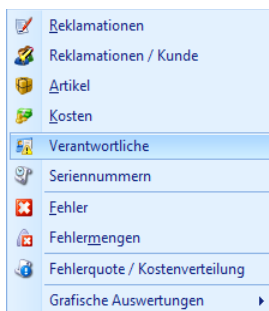 Reklamationen
Reklamationen / Kunde
Artikel
Kosten
Verantwortliche
Seriennummern
Fehler
Fehlermengen
Fehlerquote / Kostenverteilung
Grafische Auswertungen